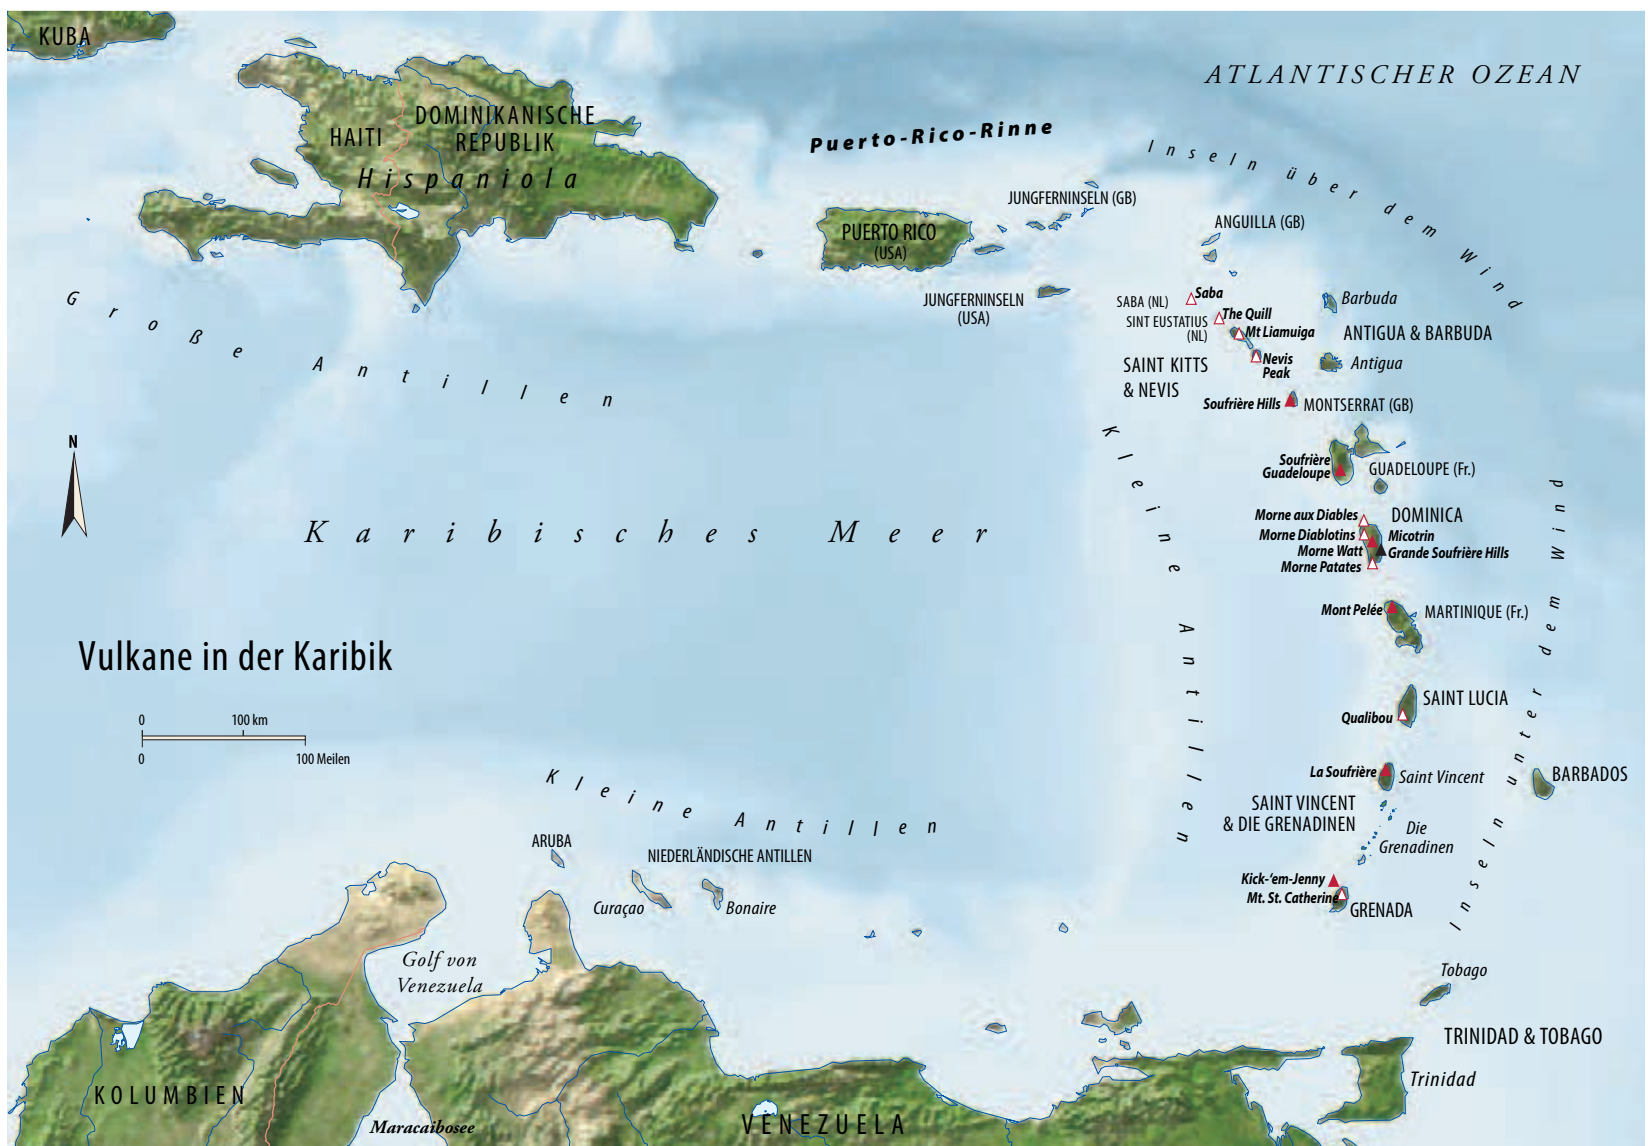 KUBA
ATLANTISCHER OZEAN
HAITI
DOMINIKANISCHE
REPUBLIK
Hispaniola
Puerto-Rico-Rinne
Inseln über dem Wind
JUNGFERNINSELN (GB)
ANGUILLA (GB)
PUERTO RICO
(USA)
JUNGFERNINSELN
(USA)
SABA (NL)
Saba
SINT EUSTATIUS
(NL)
The Quill
Mt Liamuiga
Barbuda
ANTIGUA & BARBUDA
Antigua
SAINT KITTS
& NEVIS
Nevis
Peak
Große Antillen
Soufrière Hills
MONTSERRAT (GB)
N
Kleine Antillen
Soufrière
Guadeloupe
GUADELOUPE (Fr.)
Inseln unter dem Wind
Karibisches Meer
Morne aux Diables
DOMINICA
Morne Diablotins
Micotrin
Morne Watt
Grande Soufrière Hills
Morne Patates
Mont Pelée
MARTINIQUE (Fr.)
Vulkane in der Karibik
0 100 km
0 100 Meilen
SAINT LUCIA
Qualibou
La Soufrière
Saint Vincent
BARBADOS
SAINT VINCENT
& DIE GRENADINEN
Die
Grenadinen
Kleine Antillen
ARUBA
NIEDERLÄNDISCHE ANTILLEN
Curaçao
Bonaire
Kick-‘em-Jenny
Mt. St. Catherine
GRENADA
Golf von
Venezuela
Tobago
TRINIDAD & TOBAGO
Trinidad
KOLUMBIEN
Maracaibosee
VENEZUELA